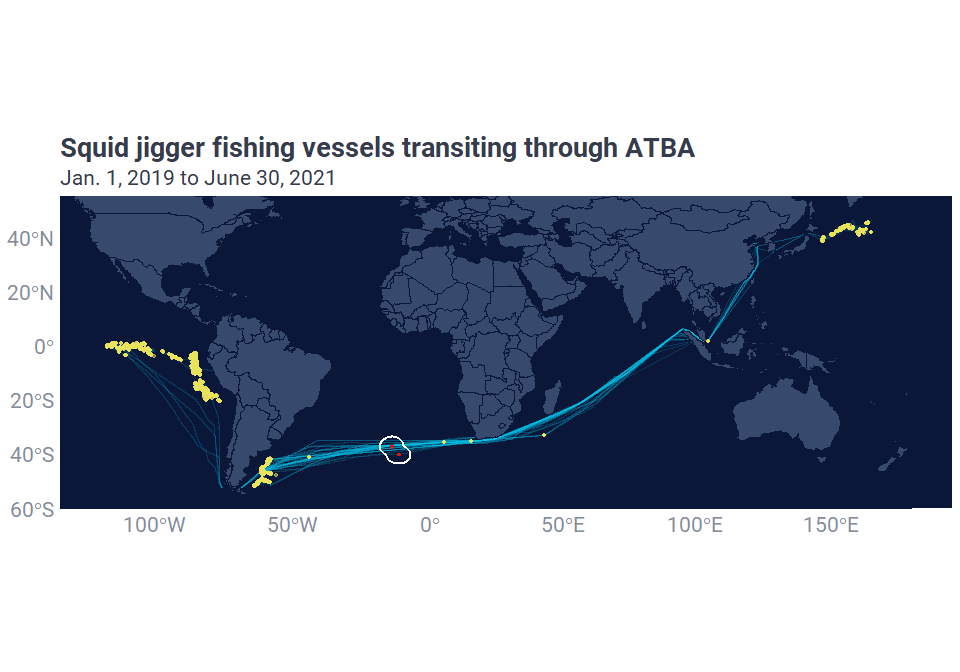 Squid jigger fishing vessels transiting through ATBA
Jan. 1, 2019 to June 30, 2021
40°N
20°N
0°
20°S
40°S
60°S
100°W 50°W 0° 50°E 100°E 150°E